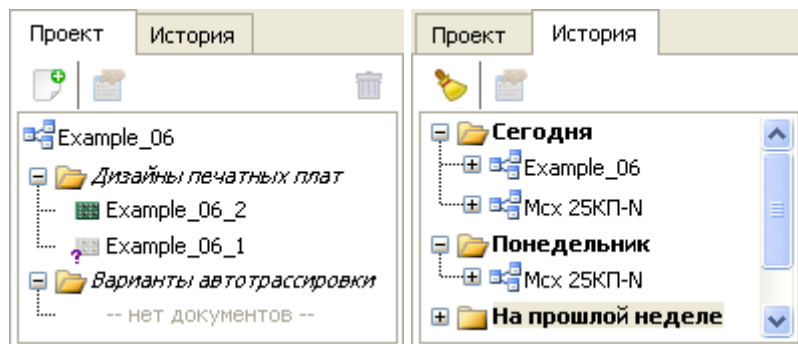 Проект История
Example_06
Дизайны печатных плат
Example_06_2
Example_06_1
Варианты автотрассировки
-- нет документов --
Проект История
Сегодня
Example_06
Мсх 25КП-N
Понедельник
Мсх 25КП-N
На прошлой неделе